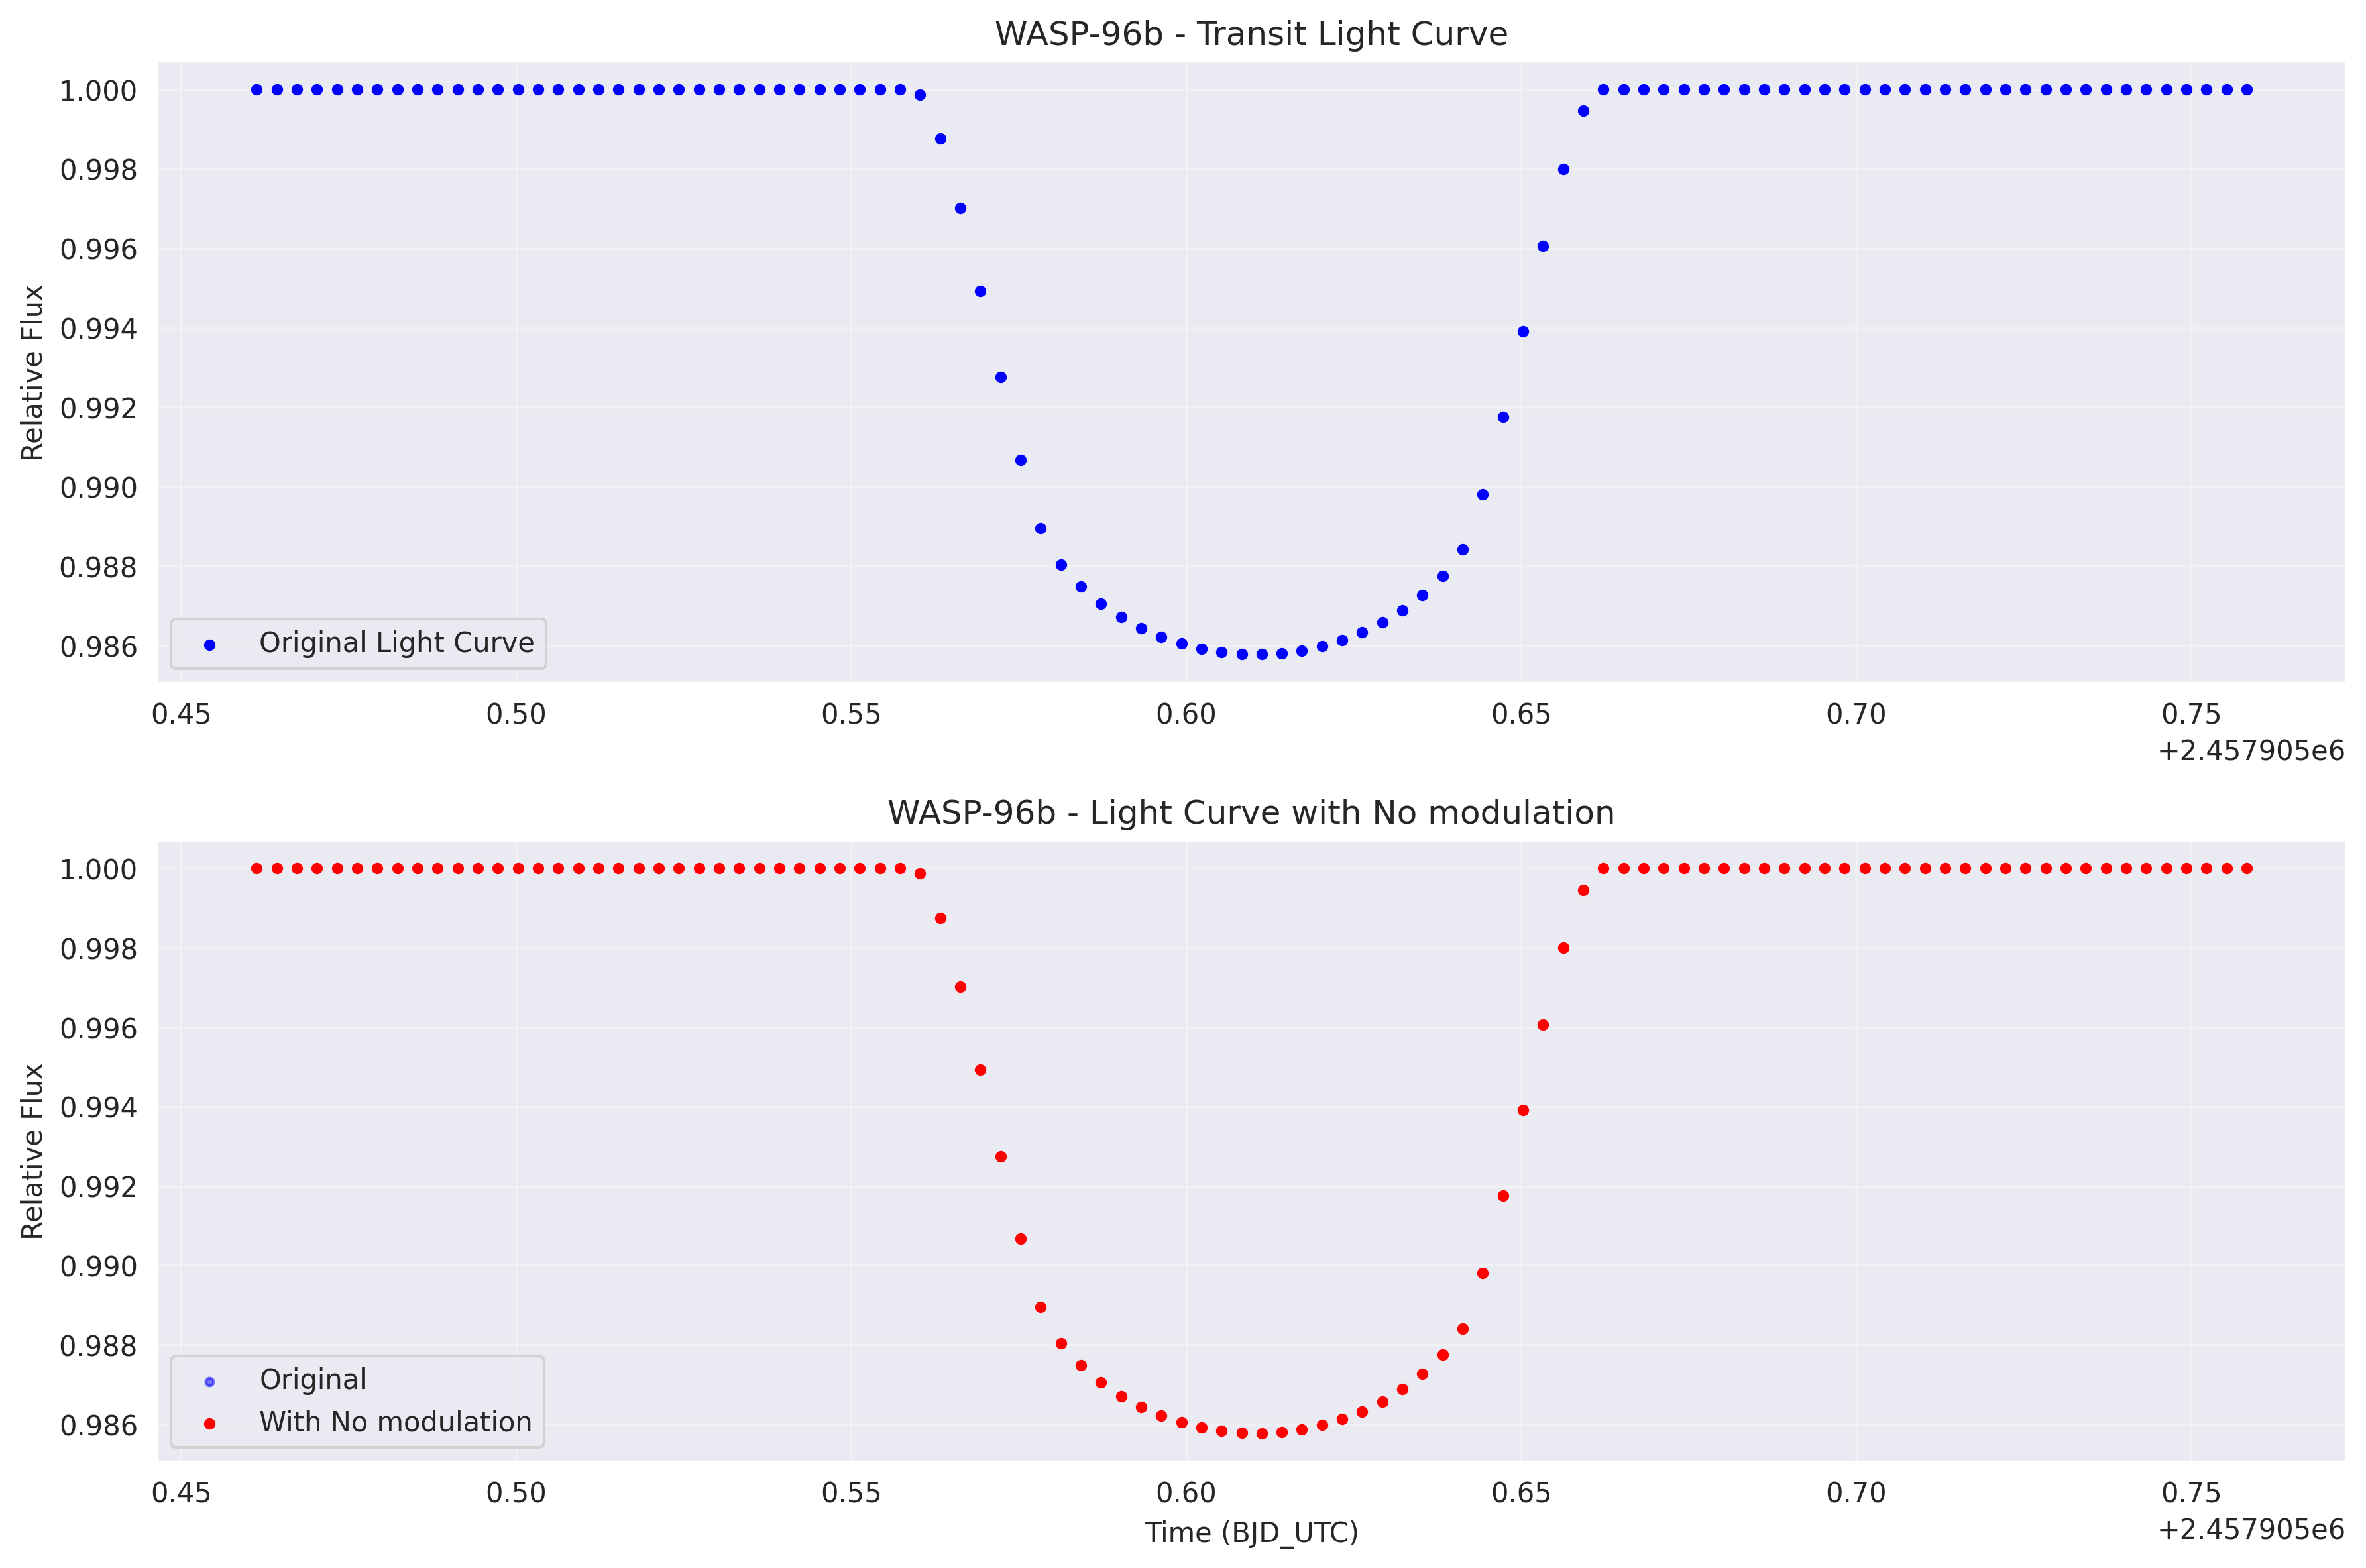 WASP-96b - Transit Light Curve
Relative Flux
1.000
0.998
0.996
0.994
0.992
0.990
0.988
0.986
Original Light Curve
0.45 0.50 0.55 0.60 0.65 0.70 0.75
+2.457905e6
WASP-96b - Light Curve with No modulation
Relative Flux
1.000
0.998
0.996
0.994
0.992
0.990
0.988
0.986
Original
With No modulation
0.45 0.50 0.55 0.60 0.65 0.70 0.75
Time (BJD_UTC)
+2.457905e6